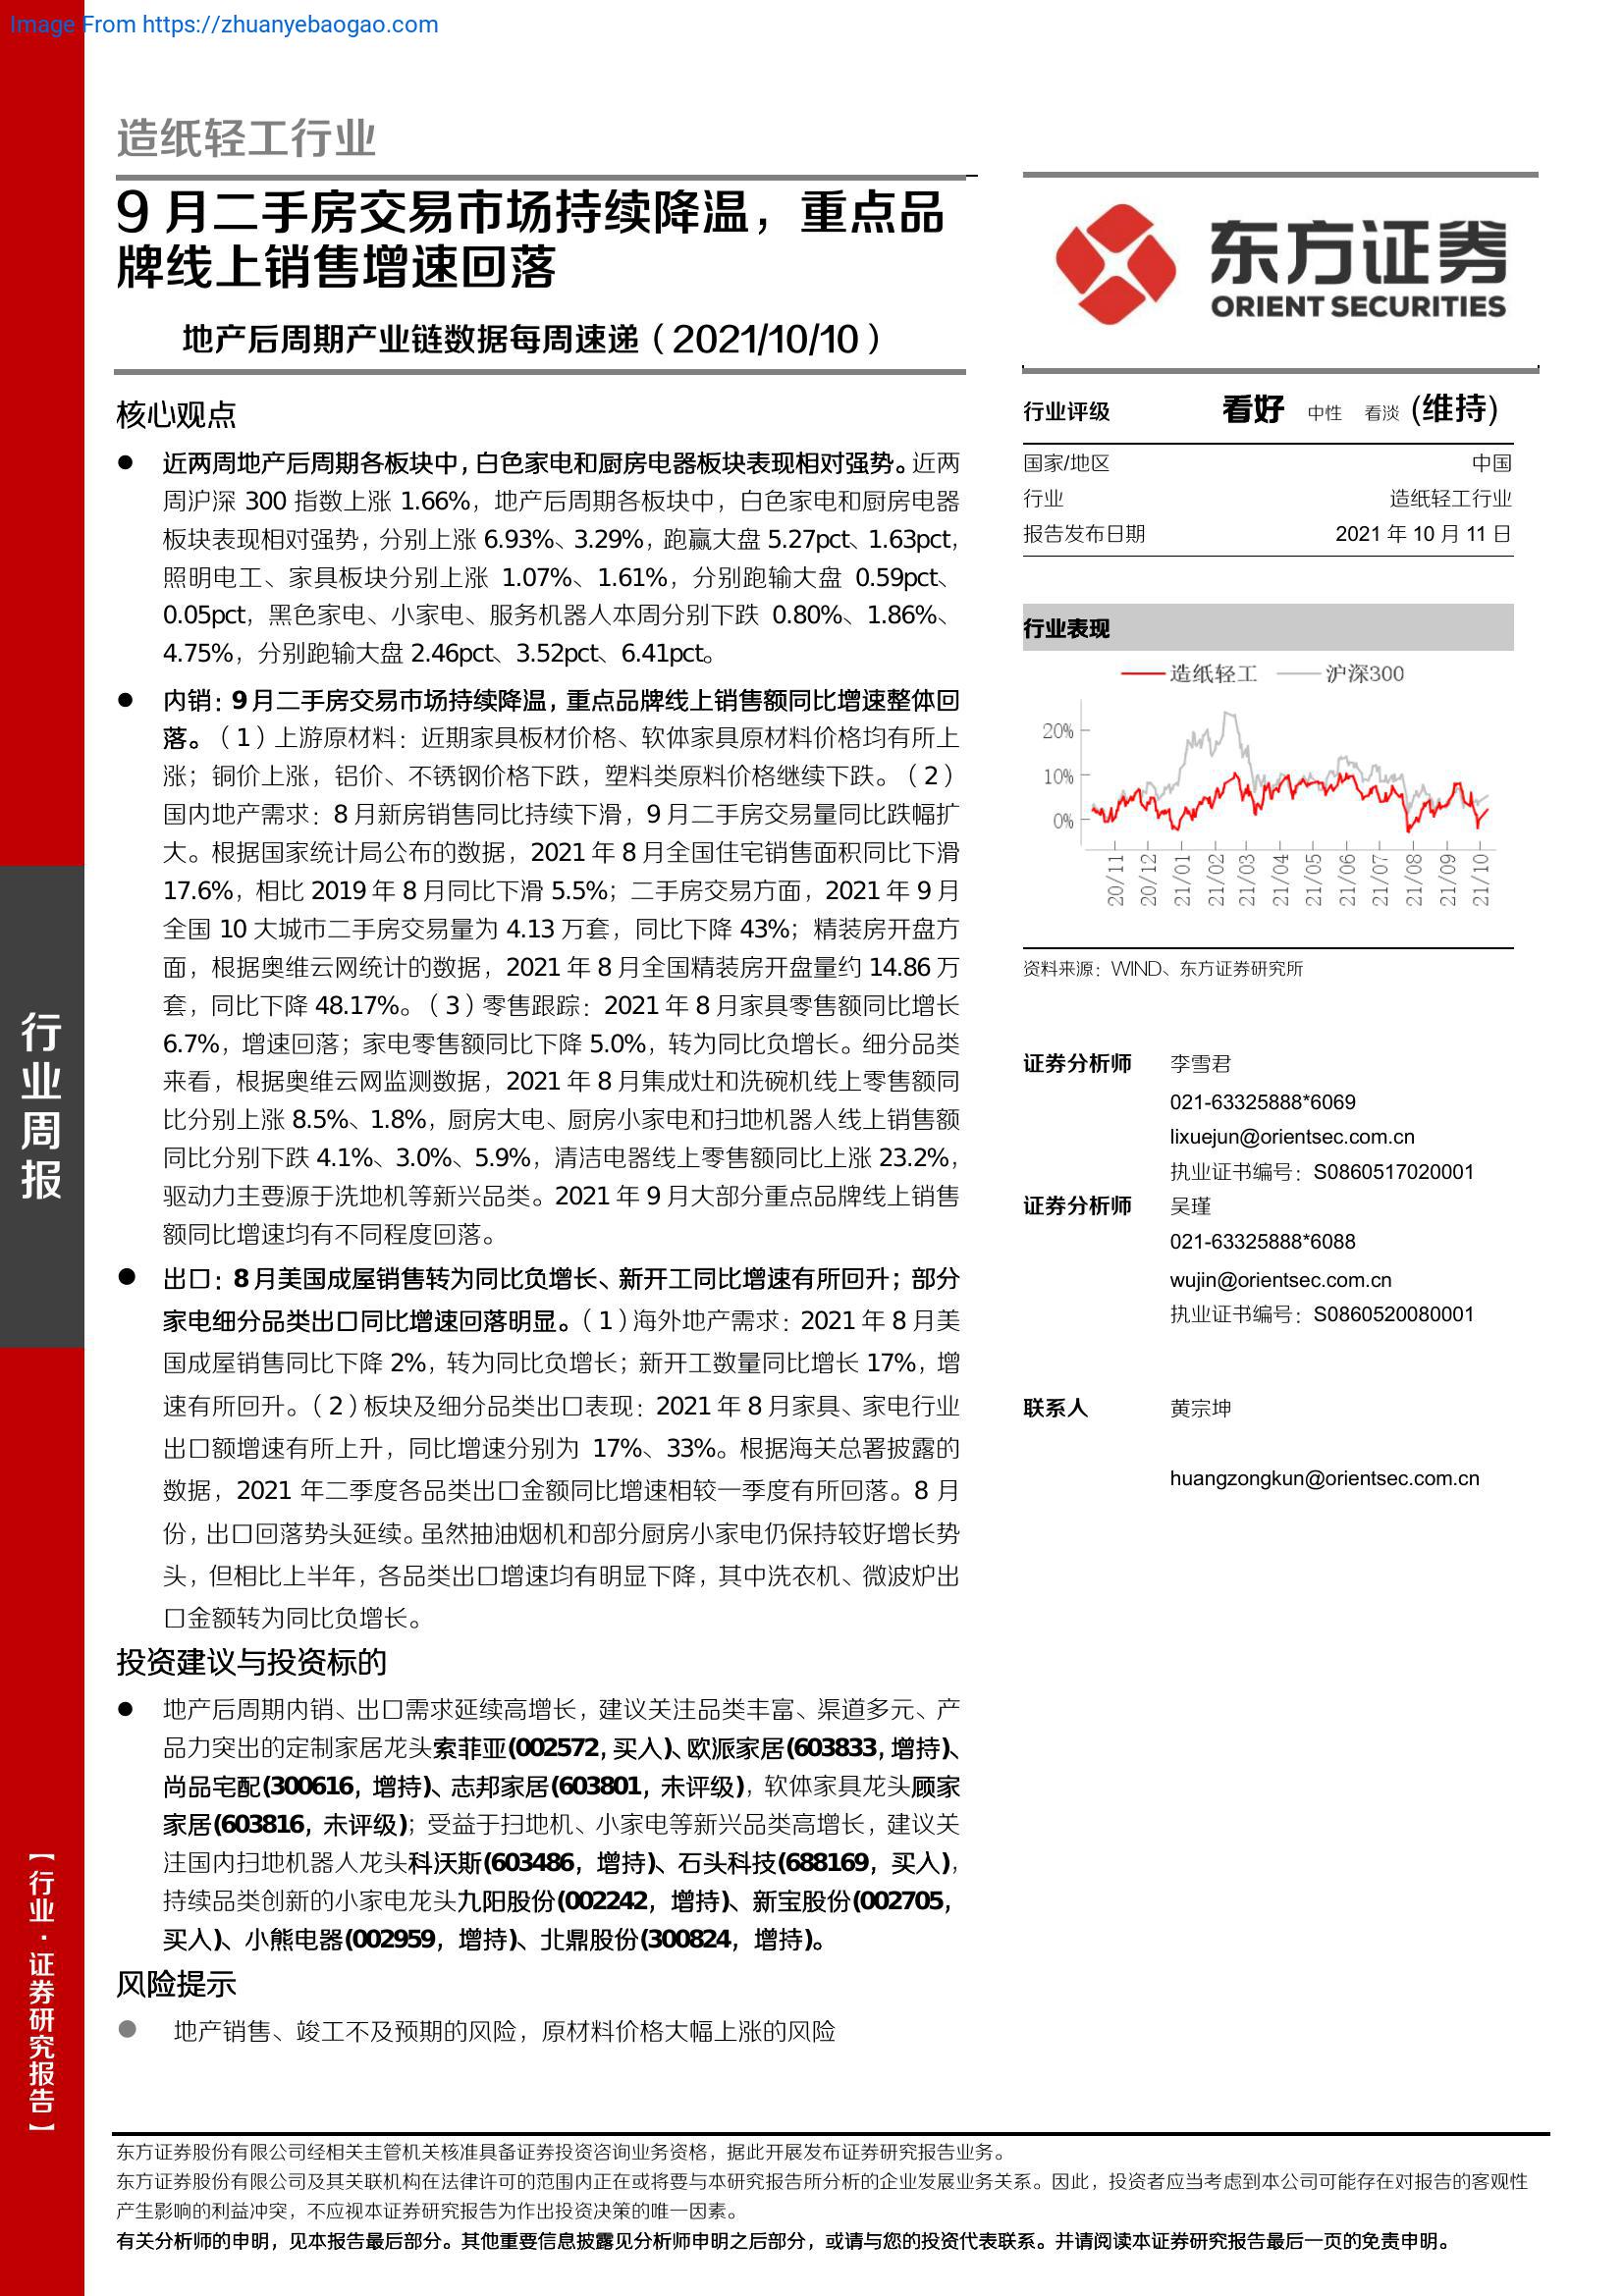 Image From https://zhuanyebaogao.com
造纸轻工行业
9 月二手房交易市场持续降温，重点品
牌线上销售增速回落
地产后周期产业链数据每周速递（2021/10/10）
核心观点
● 近两周地产后周期各板块中，白色家电和厨房电器板块表现相对强势。近两
周沪深 300 指数上涨 1.66%，地产后周期各板块中，白色家电和厨房电器
板块表现相对强势，分别上涨 6.93%、3.29%，跑赢大盘 5.27pct、1.63pct，
照明电工、家具板块分别上涨 1.07%、1.61%，分别跑输大盘 0.59pct、
0.05pct，黑色家电、小家电、服务机器人本周分别下跌 0.80%、1.86%、
4.75%，分别跑输大盘 2.46pct、3.52pct、6.41pct。
● 内销：9 月二手房交易市场持续降温，重点品牌线上销售额同比增速整体回
落。（1）上游原材料：近期家具板材价格、软体家具原材料价格均有所上
涨；铜价上涨，铝价、不锈钢价格下跌，塑料类原料价格继续下跌。（2）
国内地产需求：8 月新房销售同比持续下滑，9 月二手房交易量同比跌幅扩
大。根据国家统计局公布的数据，2021 年 8 月全国住宅销售面积同比下滑
17.6%，相比 2019 年 8 月同比下滑 5.5%；二手房交易方面，2021 年 9 月
全国 10 大城市二手房交易量为 4.13 万套，同比下降 43%；精装房开盘方
面，根据奥维云网统计的数据，2021 年 8 月全国精装房开盘量约 14.86 万
套，同比下降 48.17%。（3）零售跟踪：2021 年 8 月家具零售额同比增长
6.7%，增速回落；家电零售额同比下降 5.0%，转为同比负增长。细分品类
来看，根据奥维云网监测数据，2021 年 8 月集成灶和洗碗机线上零售额同
比分别上涨 8.5%、1.8%，厨房大电、厨房小家电和扫地机器人线上销售额
同比分别下跌 4.1%、3.0%、5.9%，清洁电器线上零售额同比上涨 23.2%，
驱动力主要源于洗地机等新兴品类。2021 年 9 月大部分重点品牌线上销售
额同比增速均有不同程度回落。
● 出口：8 月美国成屋销售转为同比负增长、新开工同比增速有所回升；部分
家电细分品类出口同比增速回落明显。（1）海外地产需求：2021 年 8 月美
国成屋销售同比下降 2%，转为同比负增长；新开工数量同比增长 17%，增
速有所回升。（2）板块及细分品类出口表现：2021 年 8 月家具、家电行业
出口额增速有所上升，同比增速分别为 17%、33%。根据海关总署披露的
数据，2021 年二季度各品类出口金额同比增速相较一季度有所回落。8 月
份，出口回落势头延续。虽然抽油烟机和部分厨房小家电仍保持较好增长势
头，但相比上半年，各品类出口增速均有明显下降，其中洗衣机、微波炉出
口金额转为同比负增长。
投资建议与投资标的
● 地产后周期内销、出口需求延续高增长，建议关注品类丰富、渠道多元、产
品力突出的定制家居龙头索菲亚(002572，买入)、欧派家居(603833，增持)、
尚品宅配(300616，增持)、志邦家居(603801，未评级)，软体家具龙头顾家
家居(603816，未评级)；受益于扫地机、小家电等新兴品类高增长，建议关
注国内扫地机器人龙头科沃斯(603486，增持)、石头科技(688169，买入)，
持续品类创新的小家电龙头九阳股份(002242，增持)、新宝股份(002705，
买入)、小熊电器(002959，增持)、北鼎股份(300824，增持)。
风险提示
● 地产销售、竣工不及预期的风险，原材料价格大幅上涨的风险
东方证券
ORIENT SECURITIES
行业评级 看好 中性 看淡 (维持)
国家/地区 中国
行业 造纸轻工行业
报告发布日期 2021 年 10 月 11 日
行业表现
造纸轻工 沪深300
20%
10%
0%
20/11 20/12 21/01 21/02 21/03 21/04 21/05 21/06 21/07 21/08 21/09 21/10
资料来源：WIND、东方证券研究所
证券分析师 李雪君
021-63325888*6069
lixuejun@orientsec.com.cn
执业证书编号：S0860517020001
证券分析师 吴瑾
021-63325888*6088
wujin@orientsec.com.cn
执业证书编号：S0860520080001
联系人 黄宗坤
huangzongkun@orientsec.com.cn
行业周报
【行业·证券研究报告】
东方证券股份有限公司经相关主管机关核准具备证券投资咨询业务资格，据此开展发布证券研究报告业务。
东方证券股份有限公司及其关联机构在法律许可的范围内正在或将要与本研究报告所分析的企业发展业务关系。因此，投资者应当考虑到本公司可能存在对报告的客观性
产生影响的利益冲突，不应视本证券研究报告为作出投资决策的唯一因素。
有关分析师的申明，见本报告最后部分。其他重要信息披露见分析师申明之后部分，或请与您的投资代表联系。并请阅读本证券研究报告最后一页的免责申明。